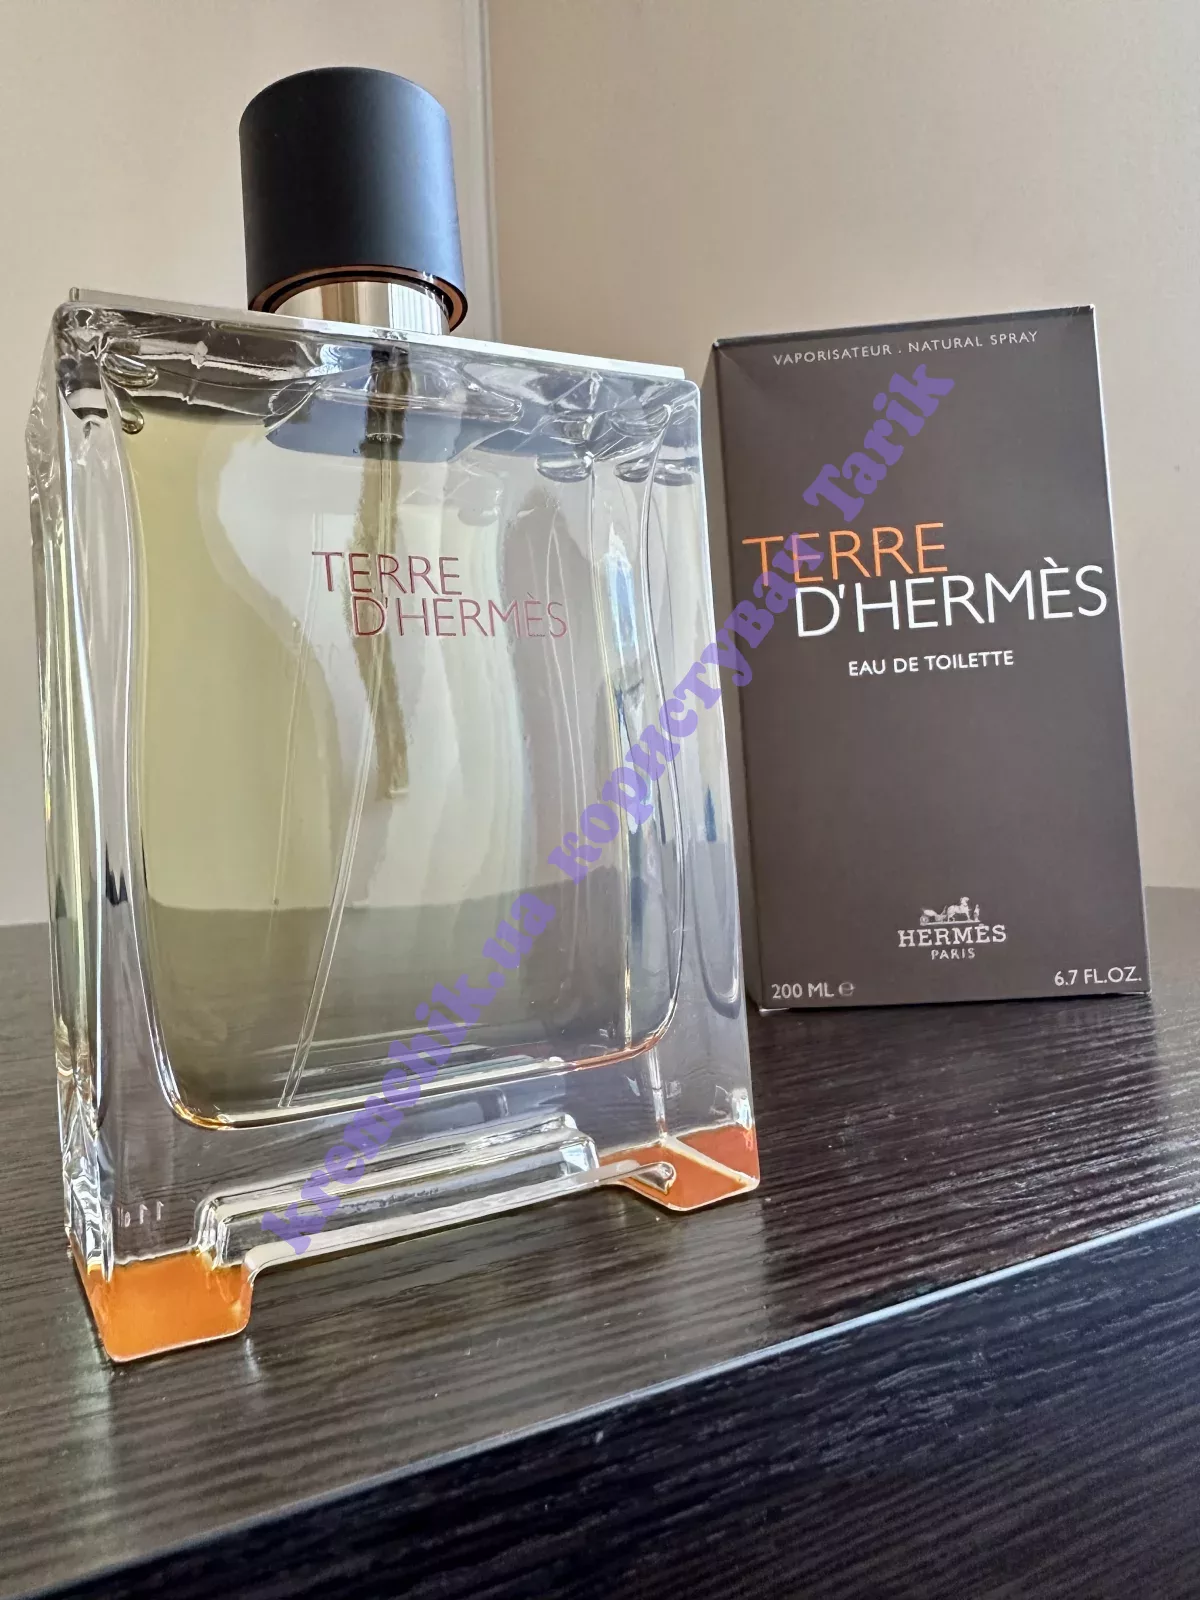 VAPORISATEUR . NATURAL SPRAY
TERRE
D'HERMÈS
TERRE
D'HERMÈS
EAU DE TOILETTE
HERMÈS
PARIS
200 ML e
6.7 FL.OZ.
kremchik.ua користувач Tarik